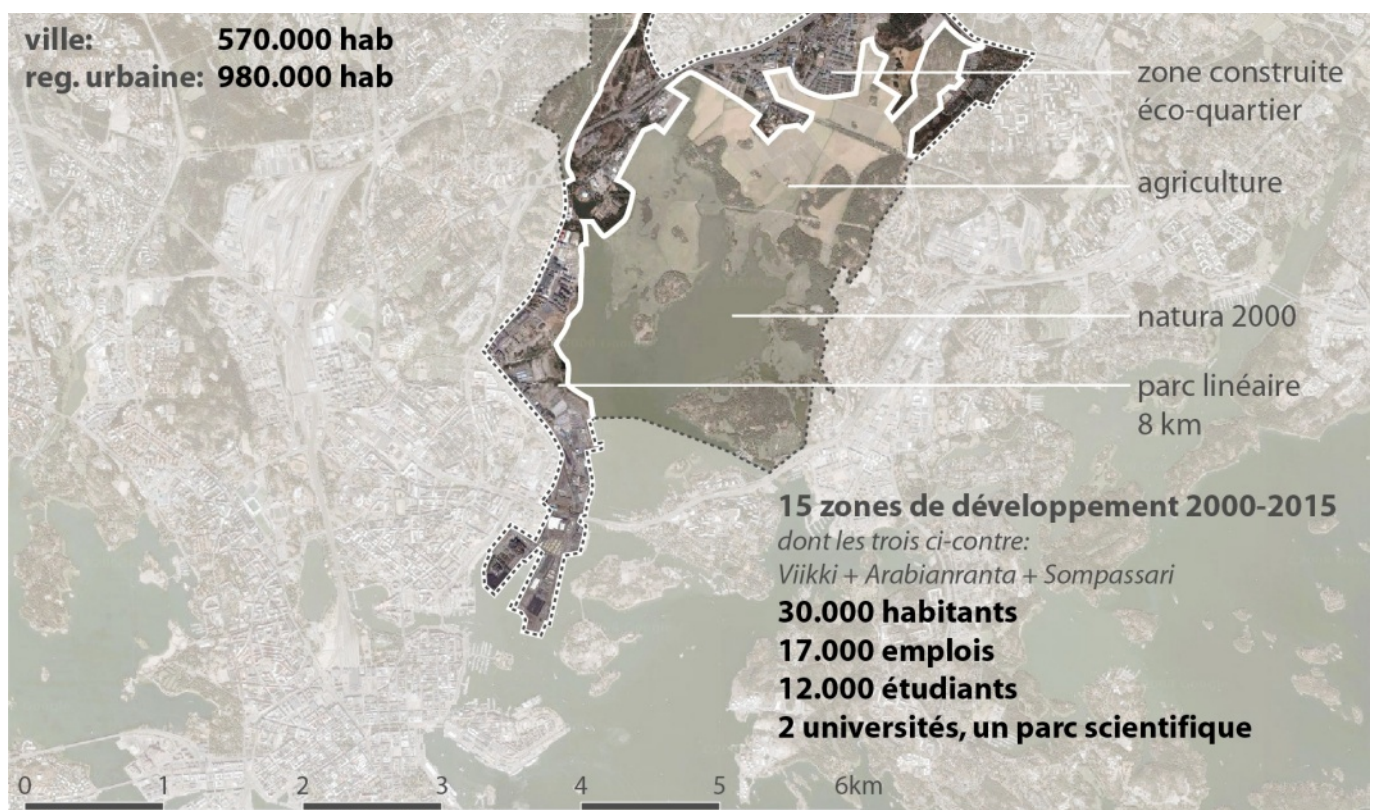 ville: 570.000 hab
reg. urbaine: 980.000 hab
zone construite
éco-quartier
agriculture
natura 2000
parc linéaire
8 km
15 zones de développement 2000-2015
dont les trois ci-contre:
Viikki + Arabianranta + Sompassari
30.000 habitants
17.000 emplois
12.000 étudiants
2 universités, un parc scientifique
0 1 2 3 4 5 6km